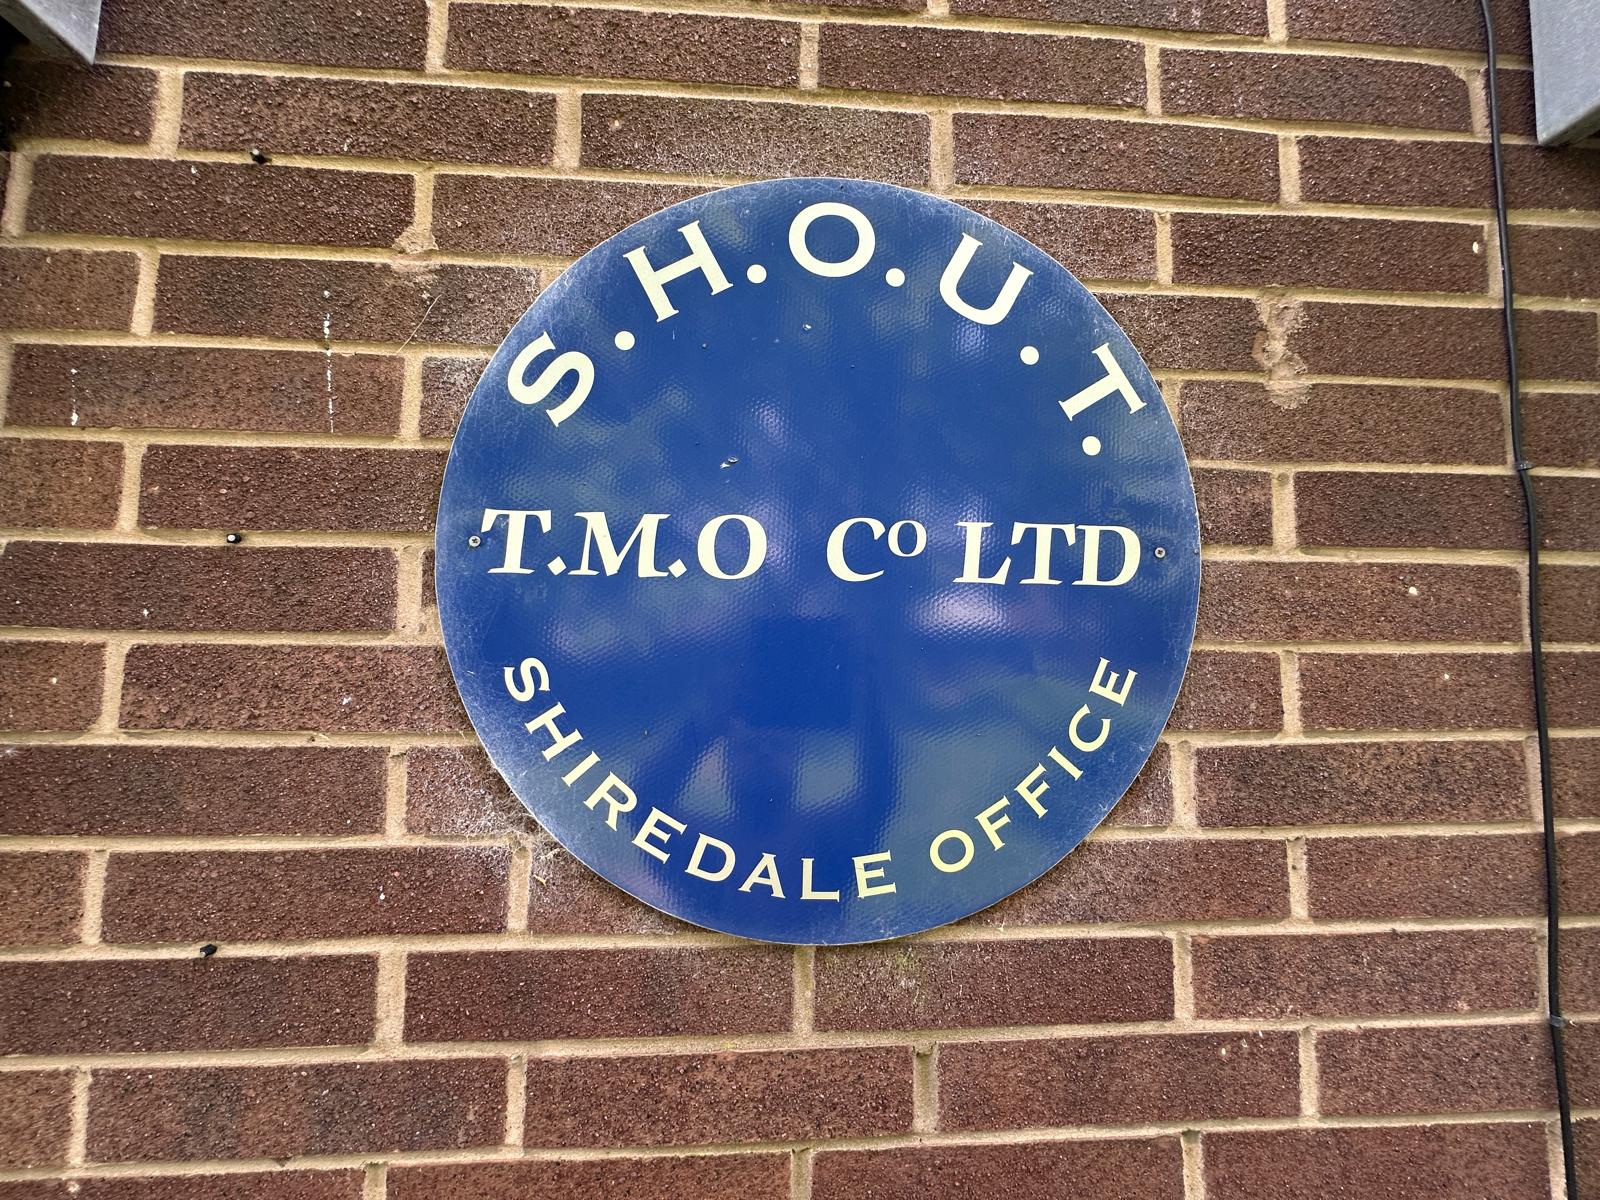 S.H.O.U.T.
T.M.O Co LTD
SHIREDALE OFFICE